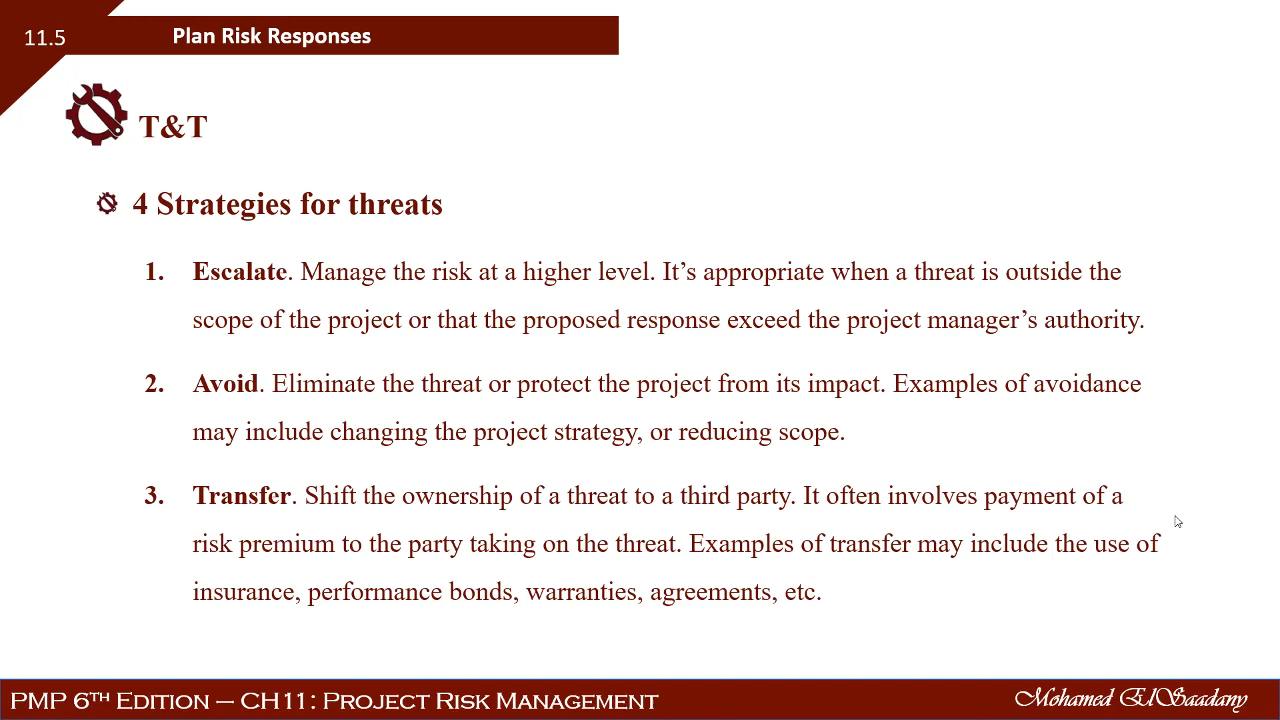 11.5
Plan Risk Responses
T&T
4 Strategies for threats
1. Escalate. Manage the risk at a higher level. It’s appropriate when a threat is outside the
scope of the project or that the proposed response exceed the project manager’s authority.
2. Avoid. Eliminate the threat or protect the project from its impact. Examples of avoidance
may include changing the project strategy, or reducing scope.
3. Transfer. Shift the ownership of a threat to a third party. It often involves payment of a
risk premium to the party taking on the threat. Examples of transfer may include the use of
insurance, performance bonds, warranties, agreements, etc.
PMP 6TH Edition – CH11: Project Risk Management
Mohamed ElSaadany